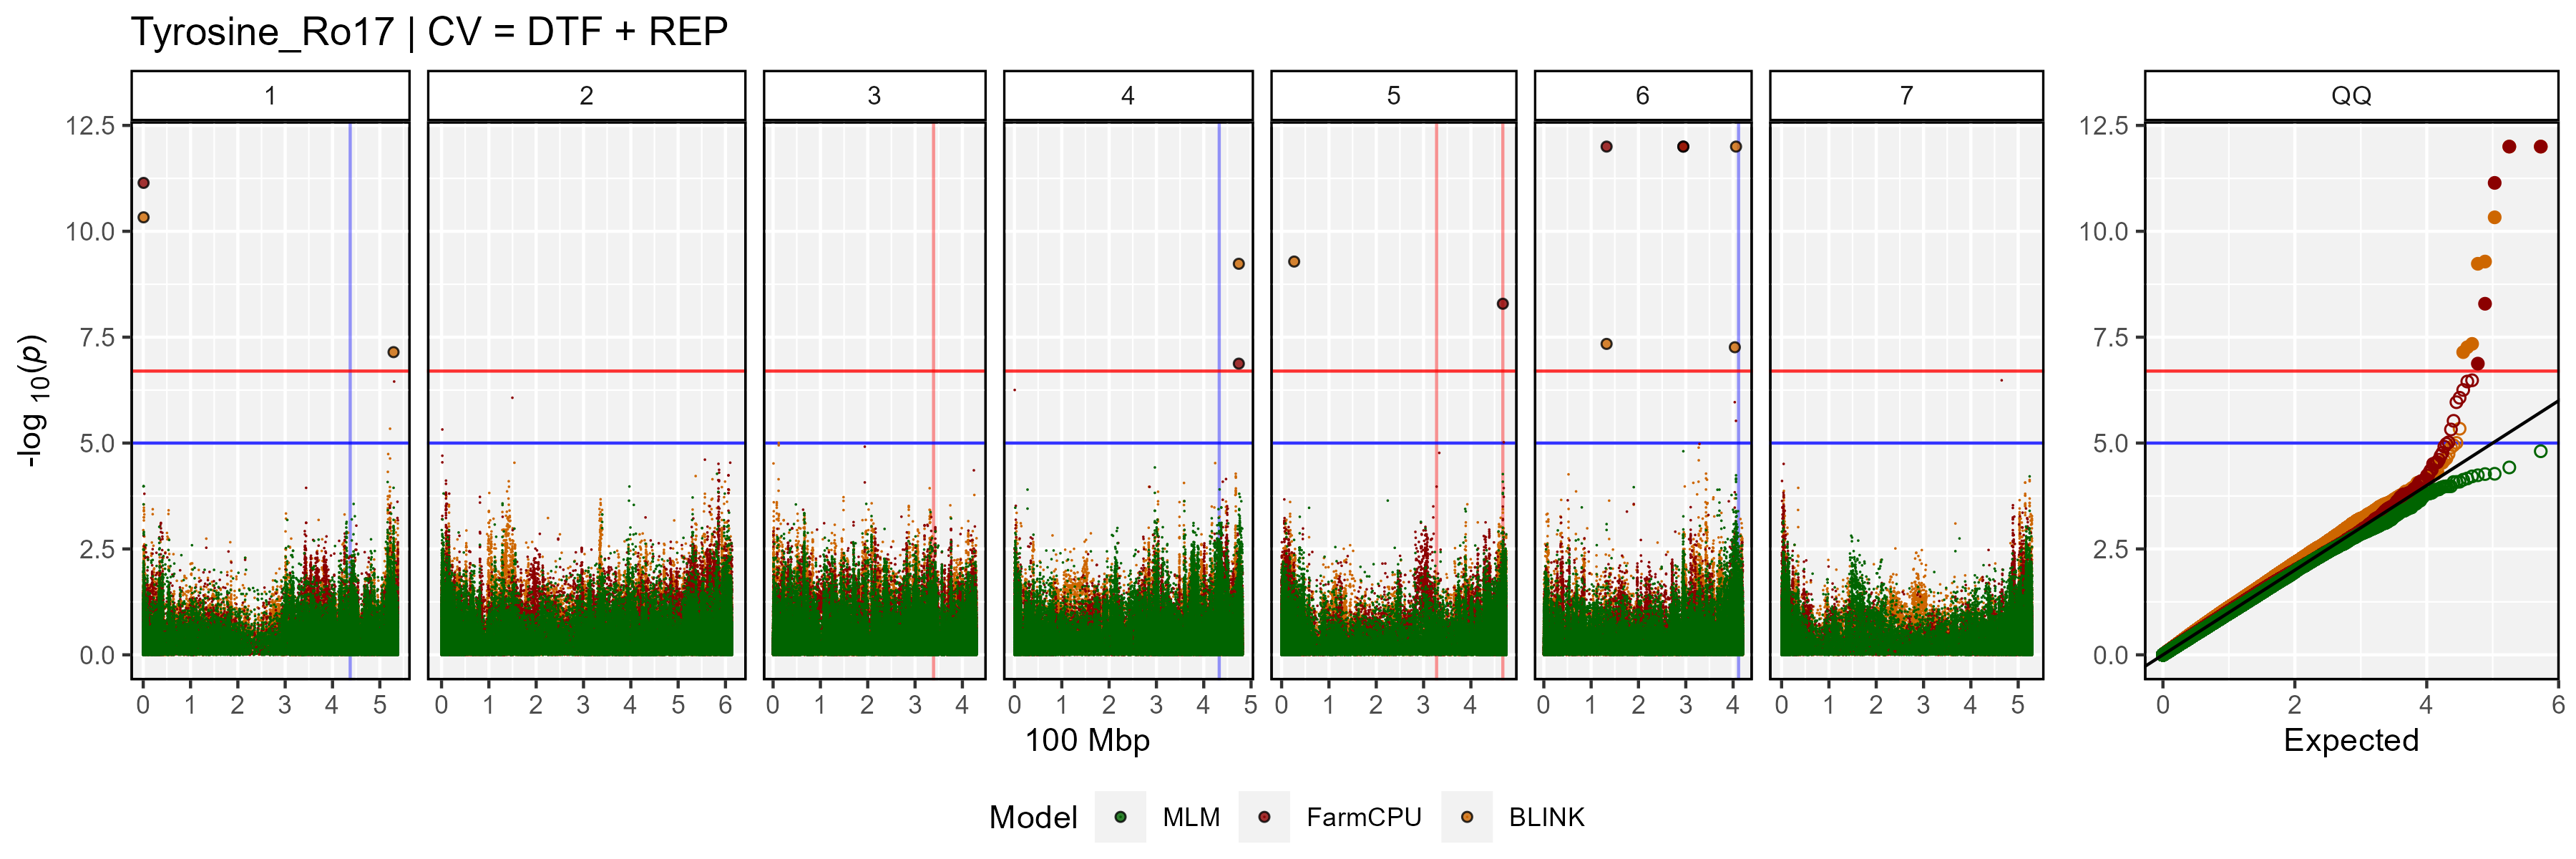 Tyrosine_Ro17 | CV = DTF + REP
1 2 3 4 5 6 7 QQ
12.5 12.5
10.0 10.0
7.5 7.5
5.0 5.0
2.5 2.5
0.0 0.0
-log 10(p)
0 1 2 3 4 5 0 1 2 3 4 5 6 0 1 2 3 4 0 1 2 3 4 5 0 1 2 3 4 0 1 2 3 4 0 1 2 3 4 5 0 2 4 6
100 Mbp Expected
Model MLM FarmCPU BLINK